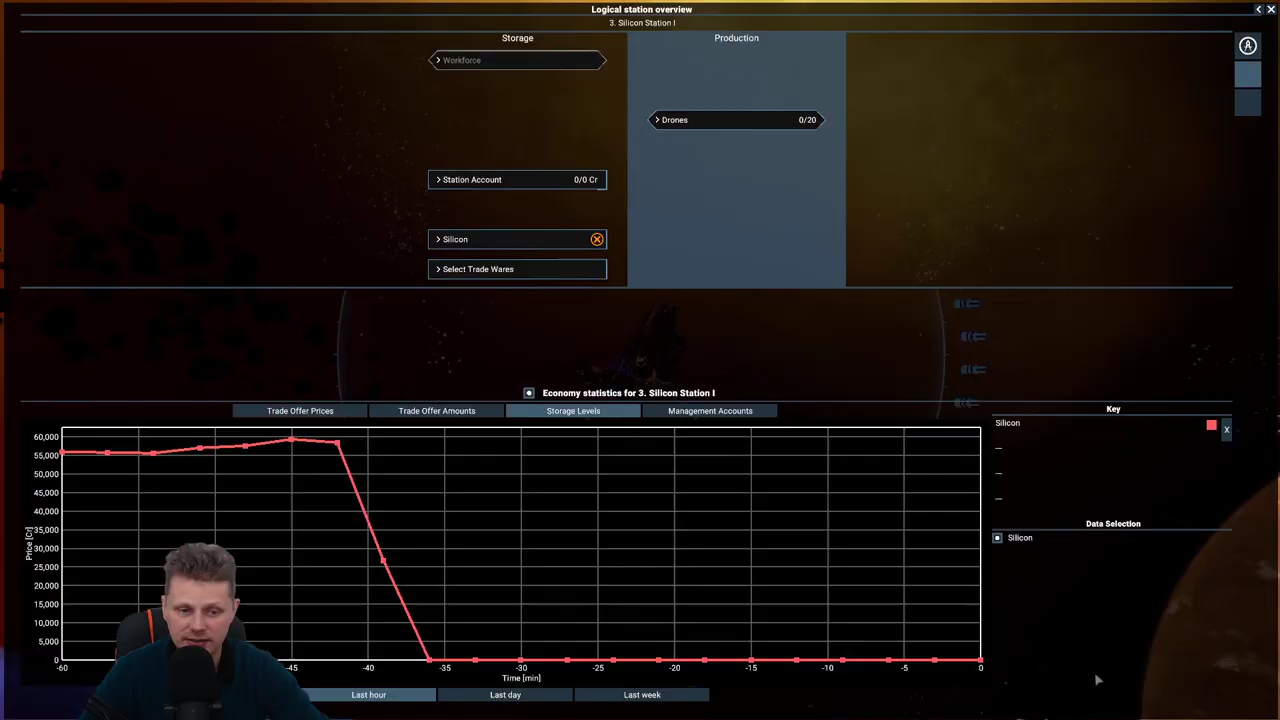 Logical station overview
3. Silicon Station I
Storage
Production
Workforce
Drones 0/20
Station Account 0/0 Cr
Silicon
Select Trade Wares
Economy statistics for 3. Silicon Station I
Trade Offer Prices
Trade Offer Amounts
Storage Levels
Management Accounts
Key
Silicon
X
Data Selection
Silicon
Price [Cr]
60,000
55,000
50,000
45,000
40,000
35,000
30,000
25,000
20,000
15,000
10,000
5,000
0
-60
-45
-40
-35
-30
-25
-20
-15
-10
-5
0
Time [min]
Last hour
Last day
Last week